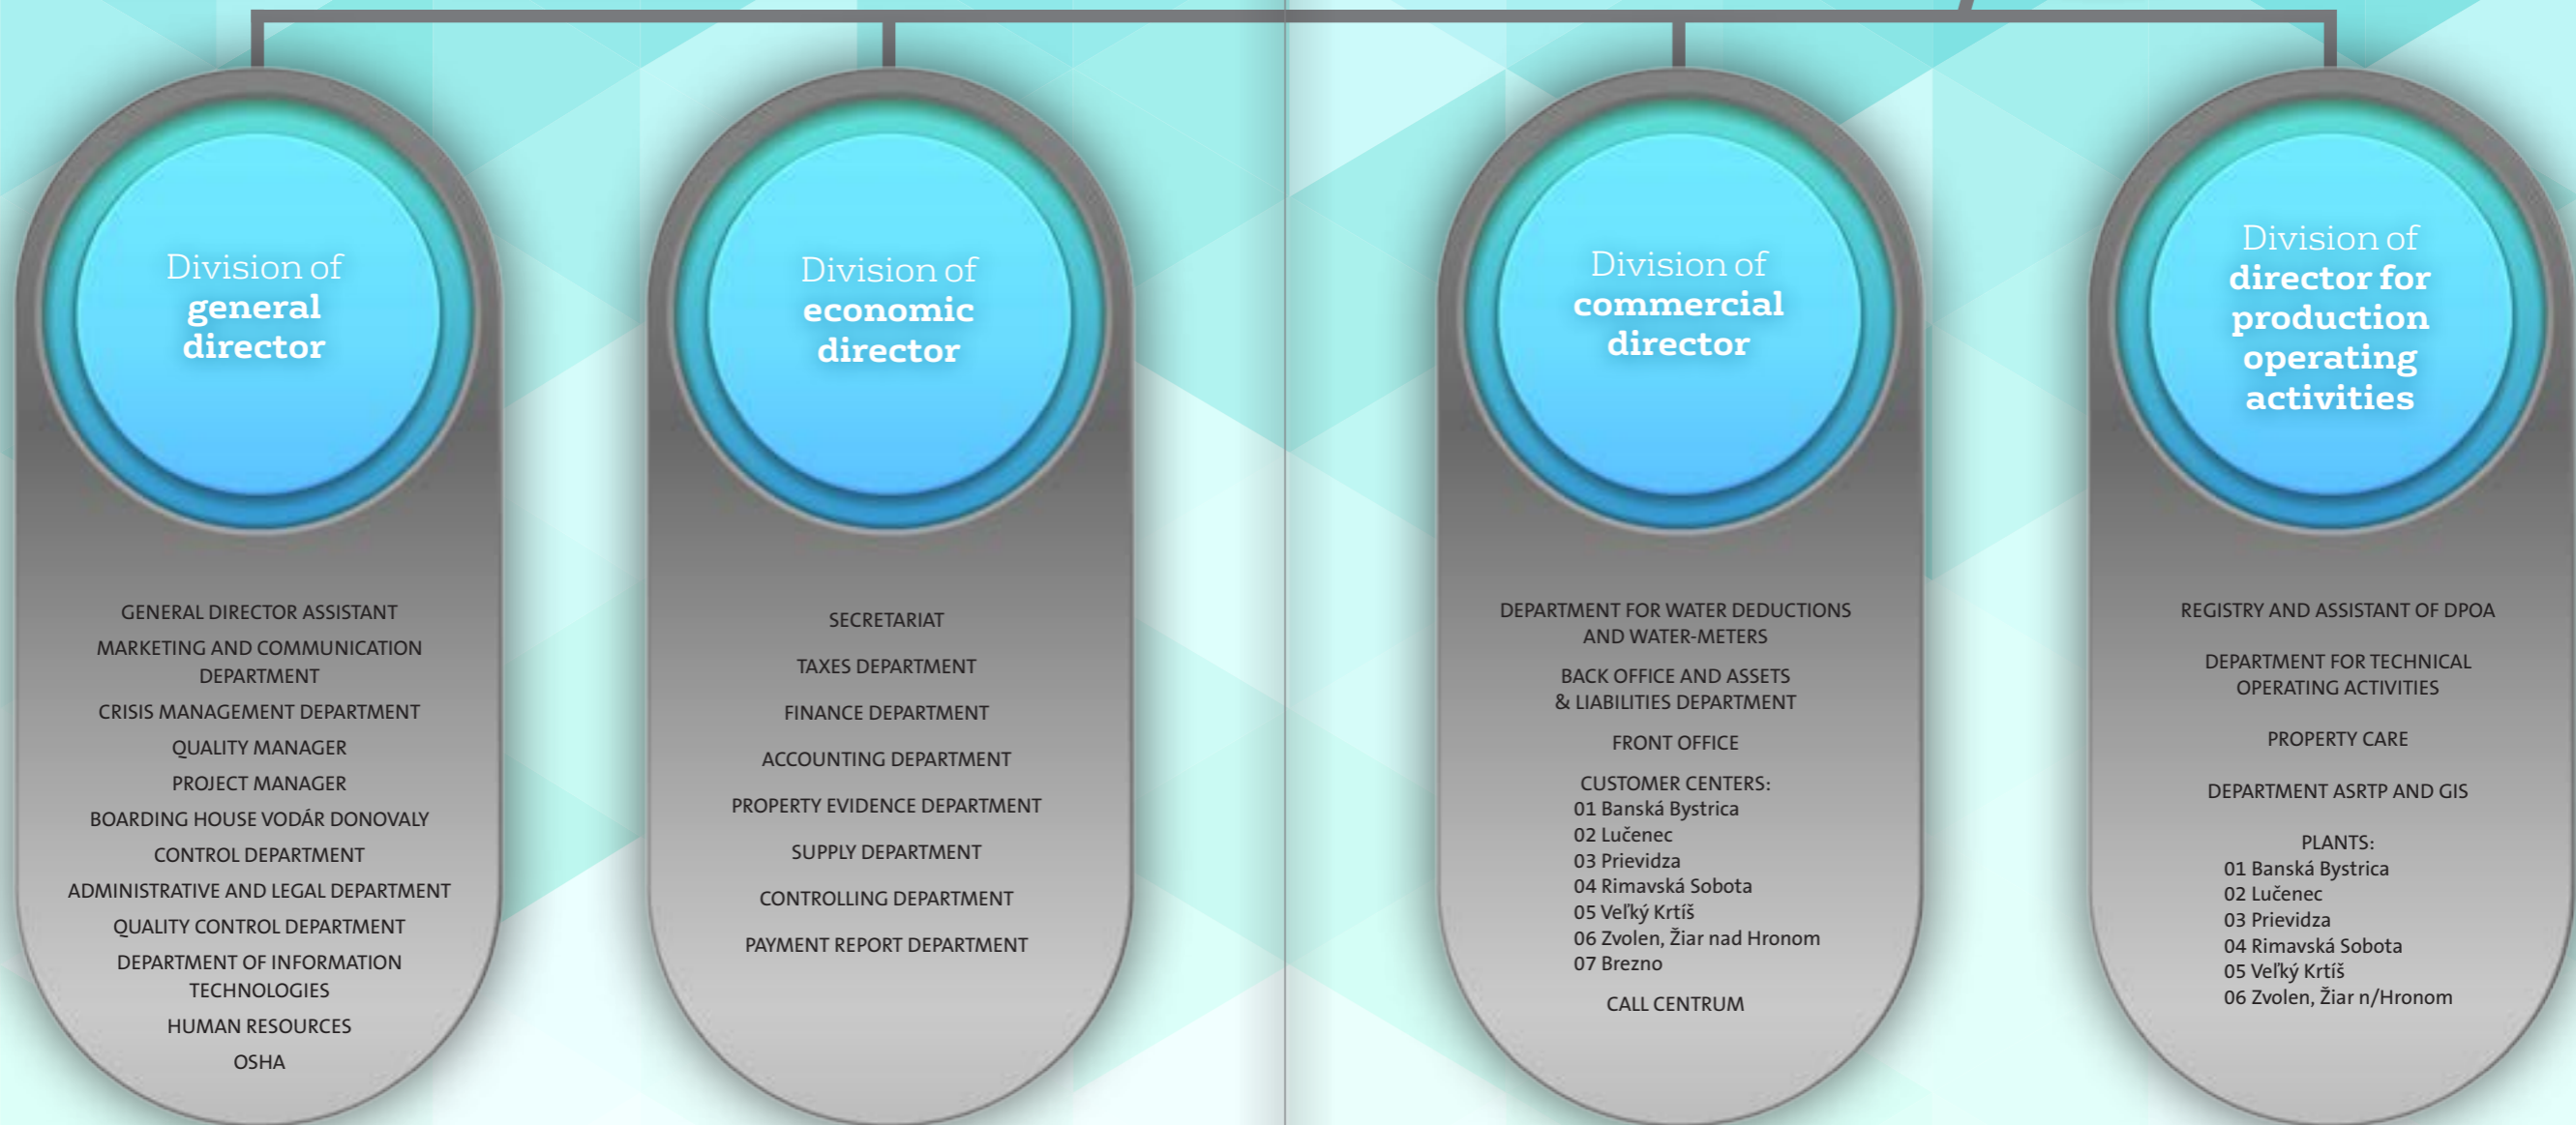 Division of
general
director
GENERAL DIRECTOR ASSISTANT
MARKETING AND COMMUNICATION
DEPARTMENT
CRISIS MANAGEMENT DEPARTMENT
QUALITY MANAGER
PROJECT MANAGER
BOARDING HOUSE VODÁR DONOVALY
CONTROL DEPARTMENT
ADMINISTRATIVE AND LEGAL DEPARTMENT
QUALITY CONTROL DEPARTMENT
DEPARTMENT OF INFORMATION
TECHNOLOGIES
HUMAN RESOURCES
OSHA
Division of
economic
director
SECRETARIAT
TAXES DEPARTMENT
FINANCE DEPARTMENT
ACCOUNTING DEPARTMENT
PROPERTY EVIDENCE DEPARTMENT
SUPPLY DEPARTMENT
CONTROLLING DEPARTMENT
PAYMENT REPORT DEPARTMENT
Division of
commercial
director
DEPARTMENT FOR WATER DEDUCTIONS
AND WATER-METERS
BACK OFFICE AND ASSETS
& LIABILITIES DEPARTMENT
FRONT OFFICE
CUSTOMER CENTERS:
01 Banská Bystrica
02 Lučenec
03 Prievidza
04 Rimavská Sobota
05 Veľký Krtíš
06 Zvolen, Žiar nad Hronom
07 Brezno
CALL CENTRUM
Division of
director for
production
operating
activities
REGISTRY AND ASSISTANT OF DPOA
DEPARTMENT FOR TECHNICAL
OPERATING ACTIVITIES
PROPERTY CARE
DEPARTMENT ASRTP AND GIS
PLANTS:
01 Banská Bystrica
02 Lučenec
03 Prievidza
04 Rimavská Sobota
05 Veľký Krtíš
06 Zvolen, Žiar n/Hronom